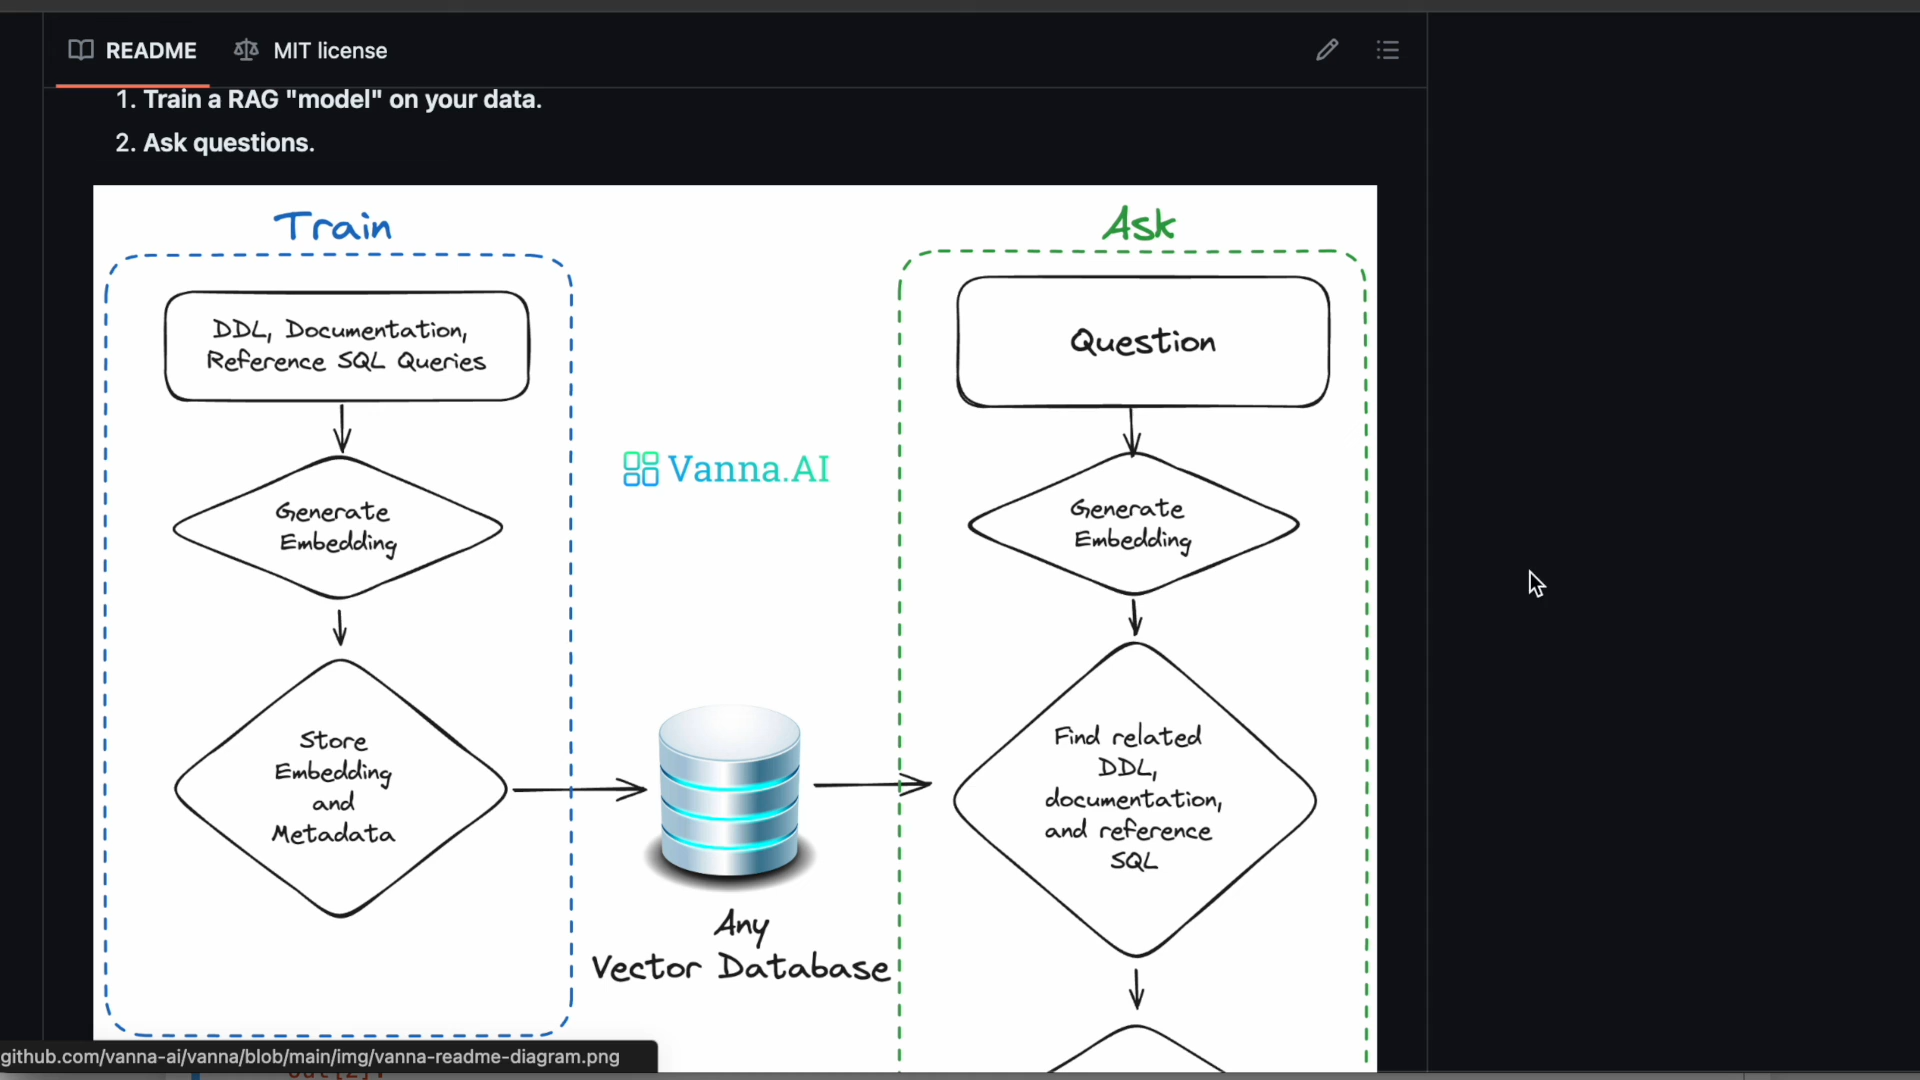 README
MIT license
1. Train a RAG "model" on your data.
2. Ask questions.
Train
DDL, Documentation,
Reference SQL Queries
Generate
Embedding
Store
Embedding
and
Metadata
Vanna.AI
Any
Vector Database
Ask
Question
Generate
Embedding
Find related
DDL,
documentation,
and reference
SQL
github.com/vanna-ai/vanna/blob/main/img/vanna-readme-diagram.png